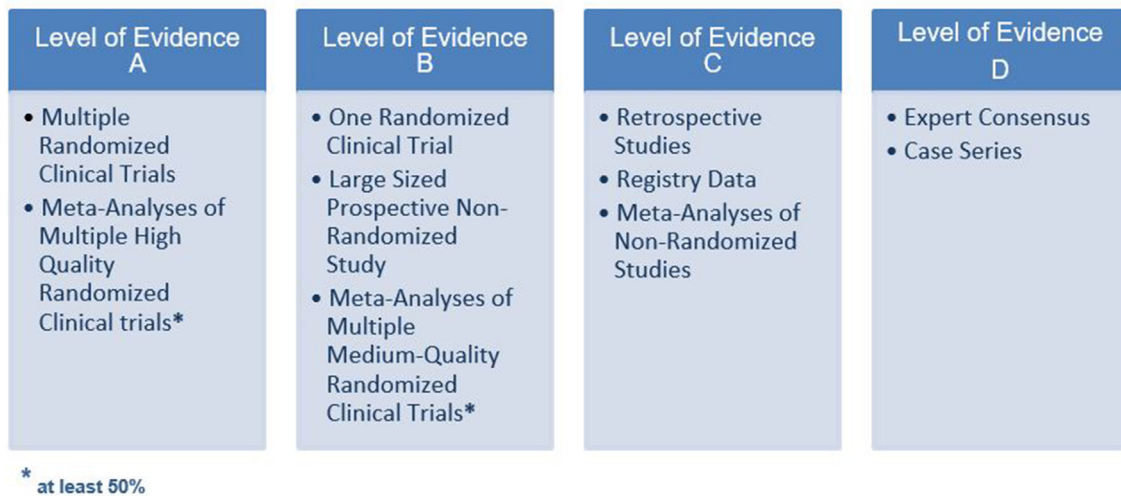 Level of Evidence
A
• Multiple
Randomized
Clinical Trials
• Meta-Analyses of
Multiple High
Quality
Randomized
Clinical trials*
Level of Evidence
B
• One Randomized
Clinical Trial
• Large Sized
Prospective Non-
Randomized
Study
• Meta-Analyses of
Multiple
Medium-Quality
Randomized
Clinical Trials*
Level of Evidence
C
• Retrospective
Studies
• Registry Data
• Meta-Analyses of
Non-Randomized
Studies
Level of Evidence
D
• Expert Consensus
• Case Series
* at least 50%